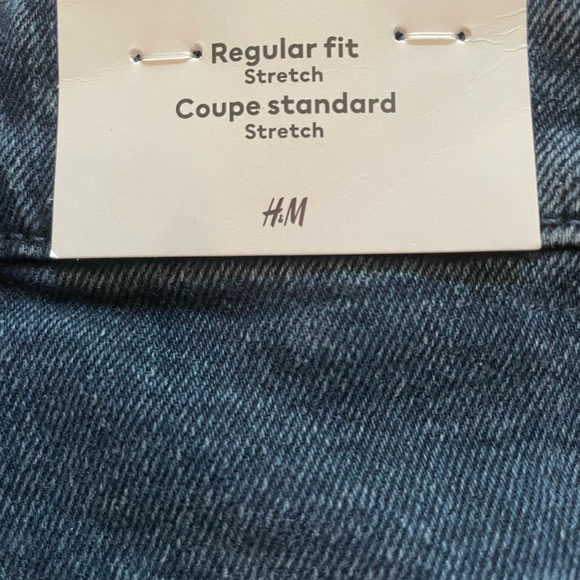 Regular fit
Stretch
Coupe standard
Stretch
H&M